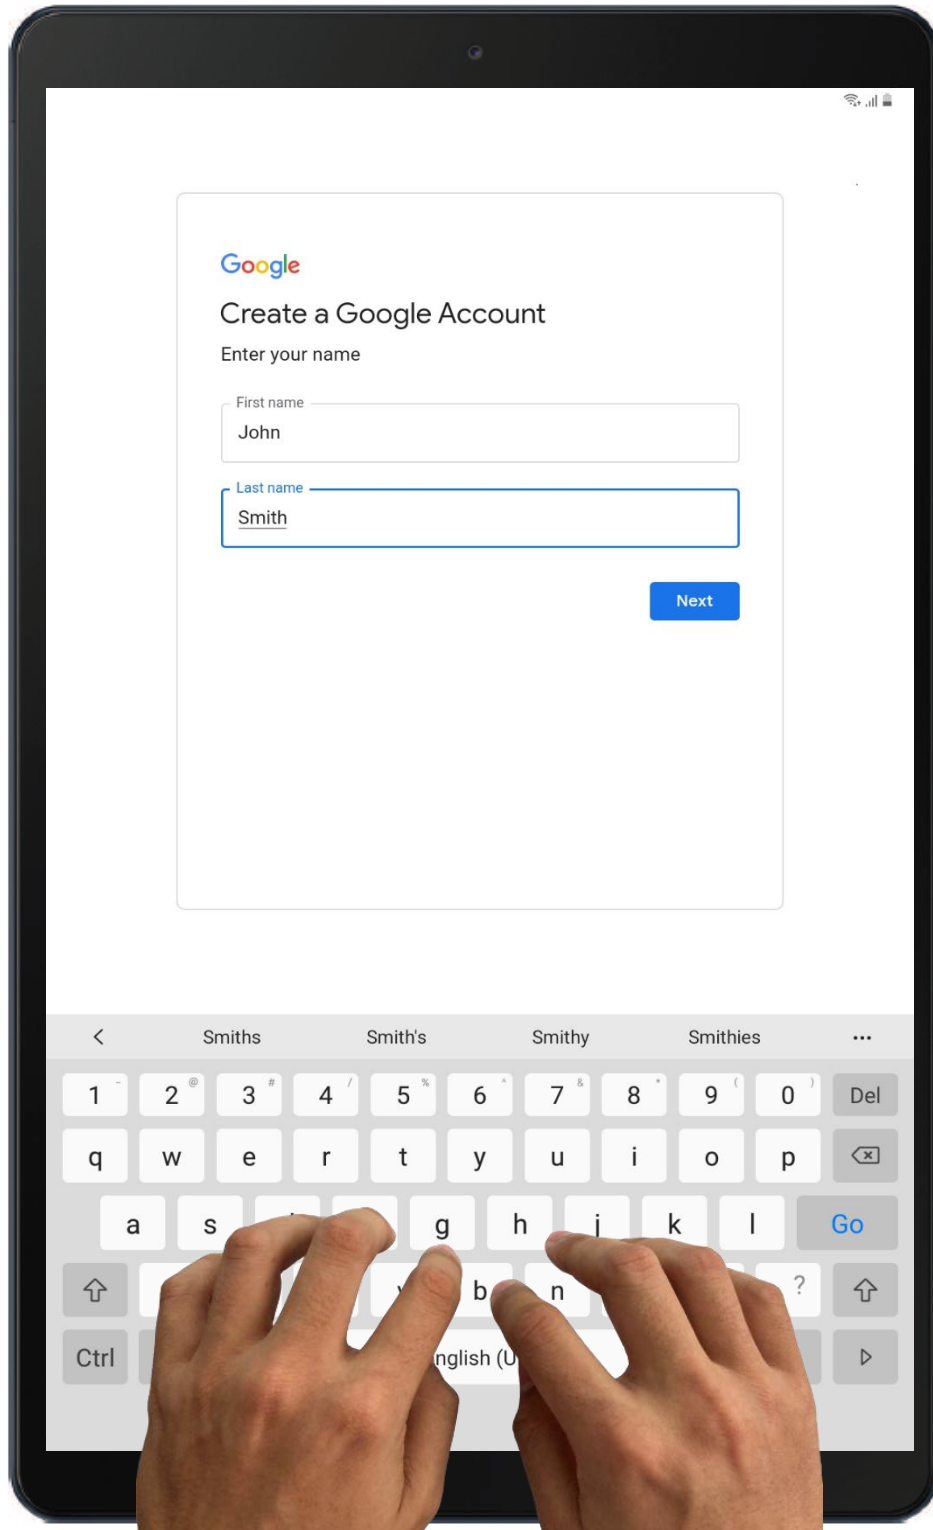 Google
Create a Google Account
Enter your name
First name
John
Last name
Smith
Next
Smiths Smith's Smithy Smithies ...
1 - 2 @ 3 # 4 / 5 % 6 ^ 7 & 8 * 9 ( 0 ) Del
q w e r t y u i o p
a s g h j k l Go
b n ?
Ctrl nglish (U